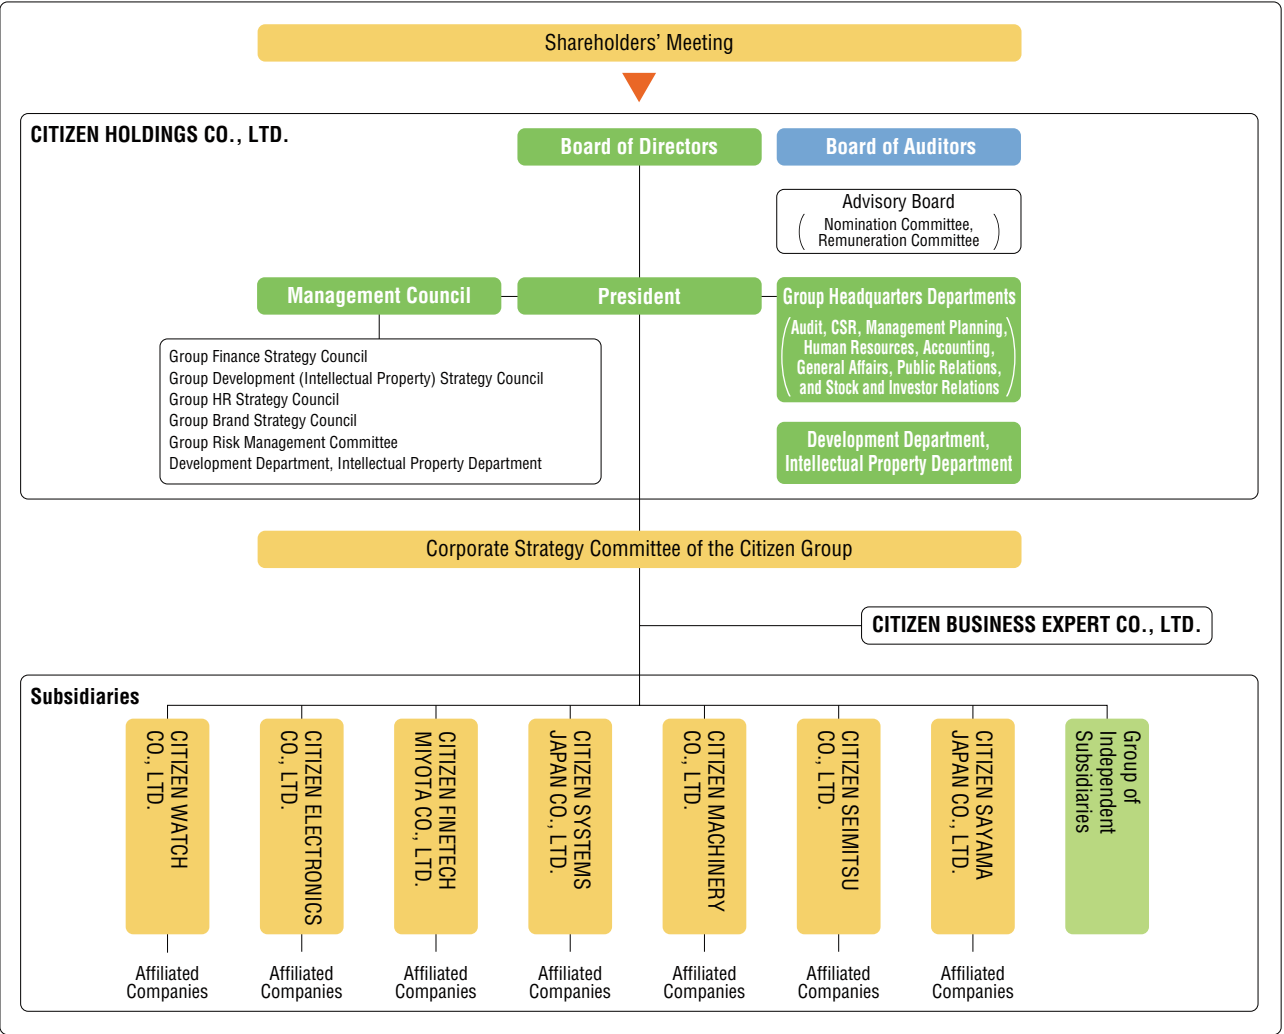 Shareholders’ Meeting
CITIZEN HOLDINGS CO., LTD.
Board of Directors
Board of Auditors
Advisory Board
(Nomination Committee,
Remuneration Committee)
Management Council
President
Group Headquarters Departments
(Audit, CSR, Management Planning,
Human Resources, Accounting,
General Affairs, Public Relations,
and Stock and Investor Relations)
Group Finance Strategy Council
Group Development (Intellectual Property) Strategy Council
Group HR Strategy Council
Group Brand Strategy Council
Group Risk Management Committee
Development Department, Intellectual Property Department
Development Department,
Intellectual Property Department
Corporate Strategy Committee of the Citizen Group
CITIZEN BUSINESS EXPERT CO., LTD.
Subsidiaries
CITIZEN WATCH
CO., LTD.
CITIZEN ELECTRONICS
CO., LTD.
CITIZEN FINETECH
MIYOTA CO., LTD.
CITIZEN SYSTEMS
JAPAN CO., LTD.
CITIZEN MACHINERY
CO., LTD.
CITIZEN SEIMITSU
CO., LTD.
CITIZEN SAYAMA
JAPAN CO., LTD.
Group of
Independent
Subsidiaries
Affiliated
Companies
Affiliated
Companies
Affiliated
Companies
Affiliated
Companies
Affiliated
Companies
Affiliated
Companies
Affiliated
Companies